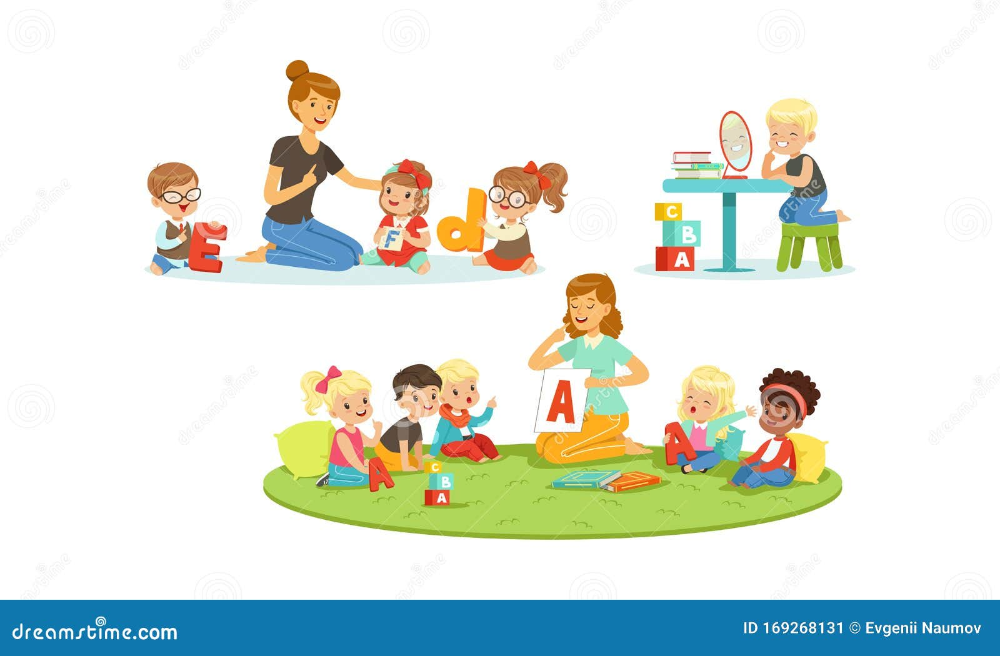 E
F
d
C
B
A
A
A
A
C
B
A
dreamstime.com
ID 169268131 © Evgenii Naumov